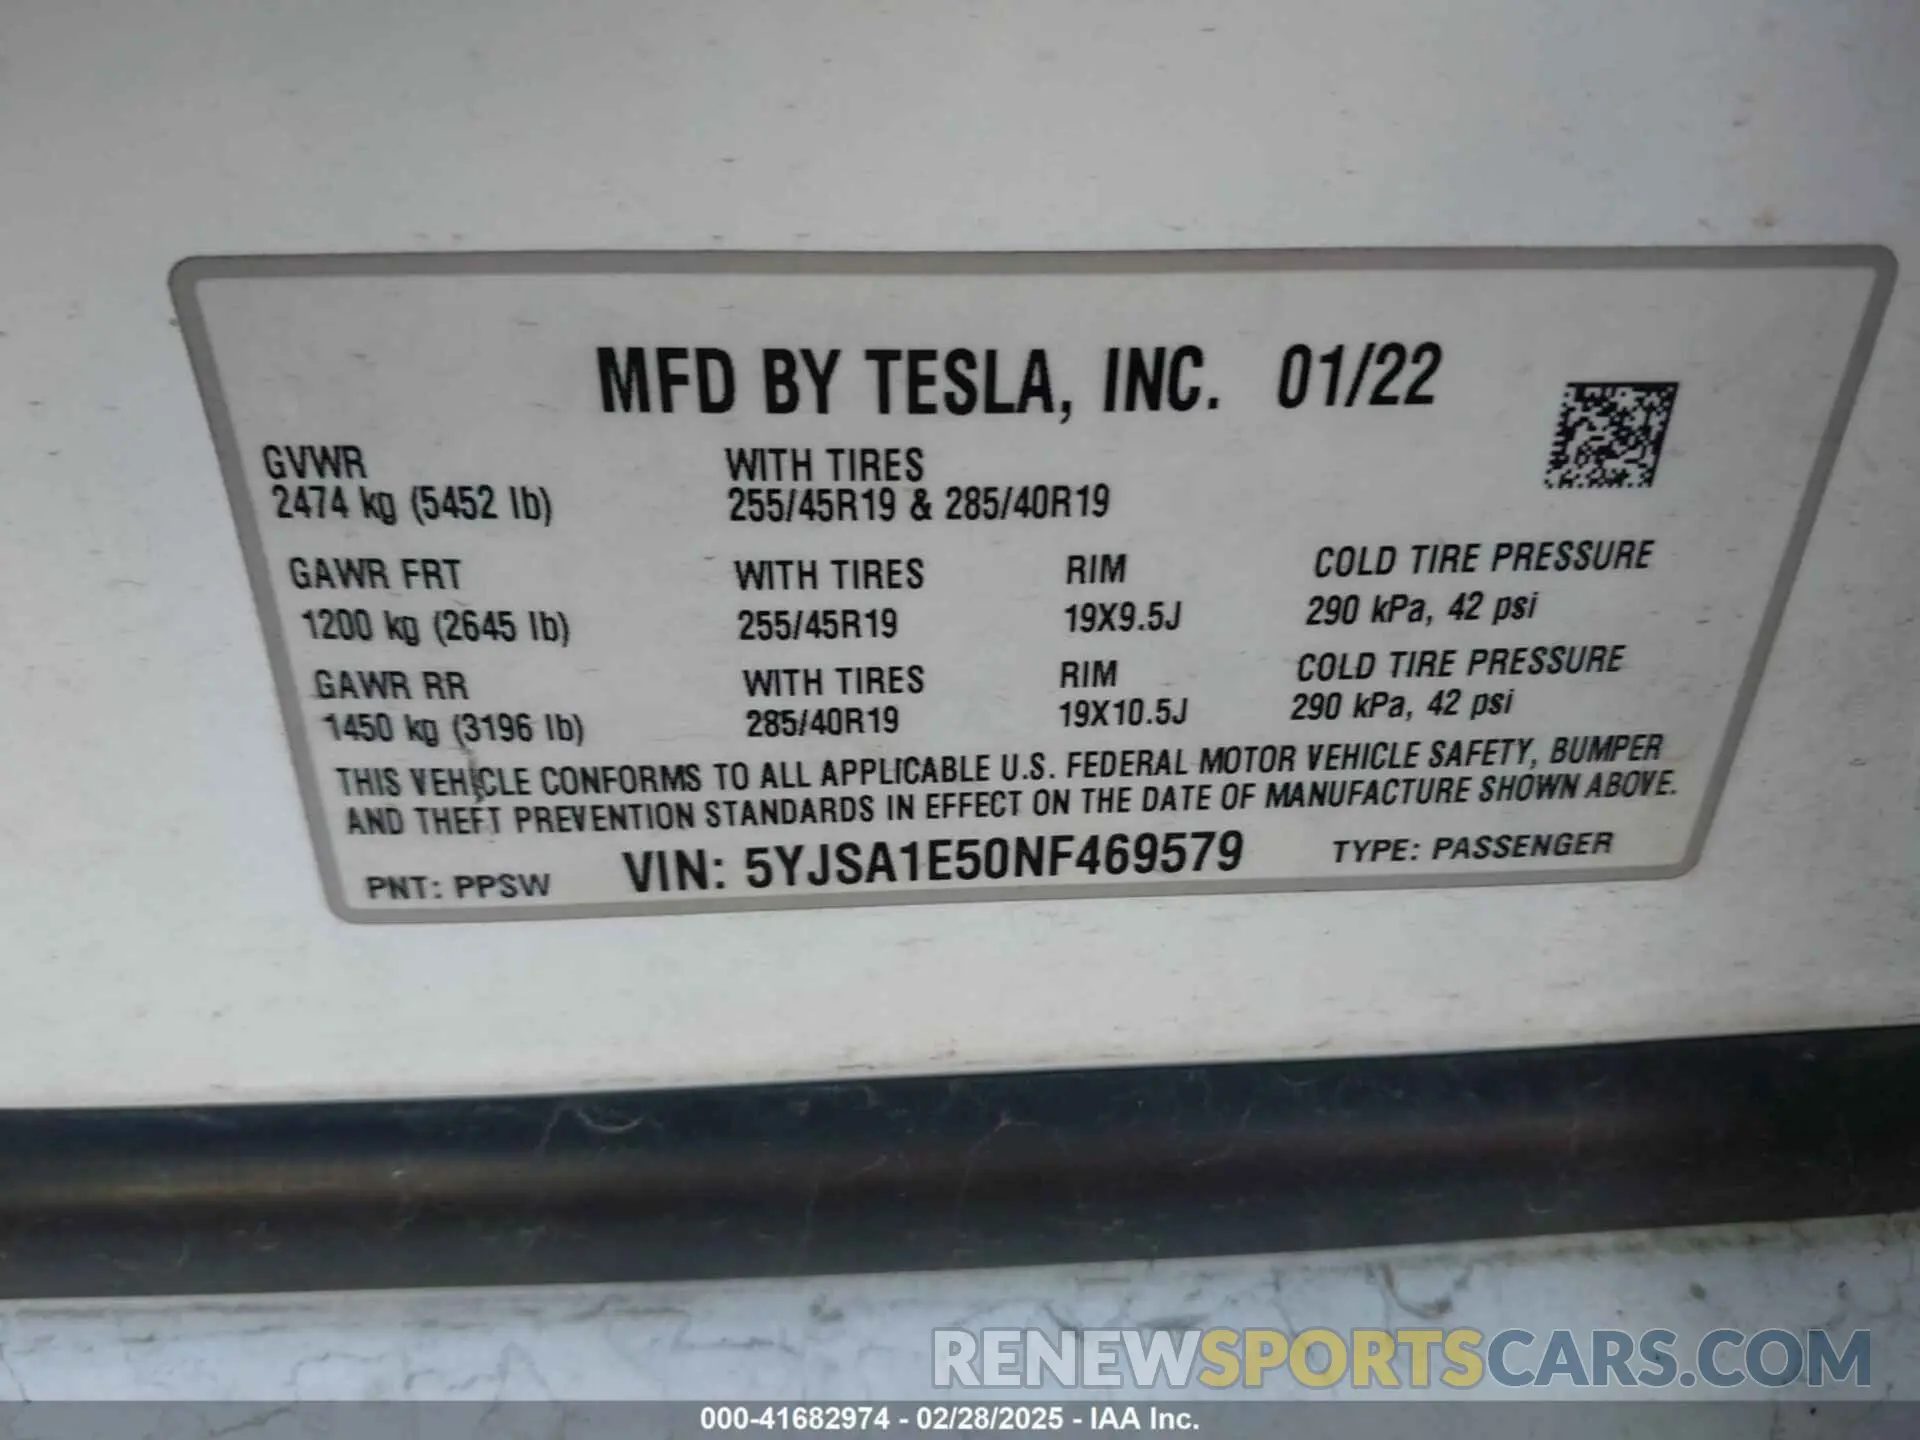 MFD BY TESLA, INC. 01/22
GVWR WITH TIRES
2474 kg (5452 lb) 255/45R19 & 285/40R19
GAWR FRT WITH TIRES RIM COLD TIRE PRESSURE
1200 kg (2645 lb) 255/45R19 19X9.5J 290 kPa, 42 psi
GAWR RR WITH TIRES RIM COLD TIRE PRESSURE
1450 kg (3196 lb) 285/40R19 19X10.5J 290 kPa, 42 psi
THIS VEHICLE CONFORMS TO ALL APPLICABLE U.S. FEDERAL MOTOR VEHICLE SAFETY, BUMPER
AND THEFT PREVENTION STANDARDS IN EFFECT ON THE DATE OF MANUFACTURE SHOWN ABOVE.
PNT: PPSW VIN: 5YJSA1E50NF469579 TYPE: PASSENGER
RENEWSPORTSCARS.COM
000-41682974 - 02/28/2025 - IAA Inc.